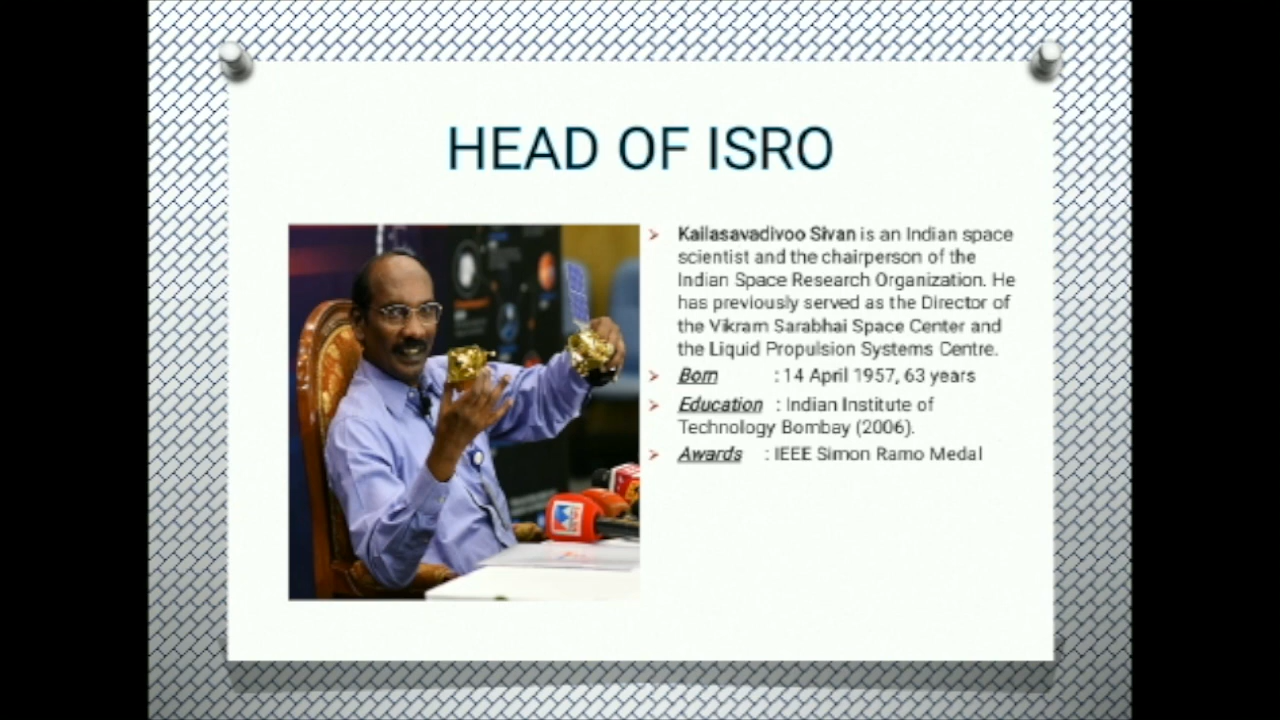 HEAD OF ISRO
Kailasavadivoo Sivan is an Indian space
scientist and the chairperson of the
Indian Space Research Organization. He
has previously served as the Director of
the Vikram Sarabhai Space Center and
the Liquid Propulsion Systems Centre.
Born : 14 April 1957, 63 years
Education : Indian Institute of
Technology Bombay (2006).
Awards : IEEE Simon Ramo Medal